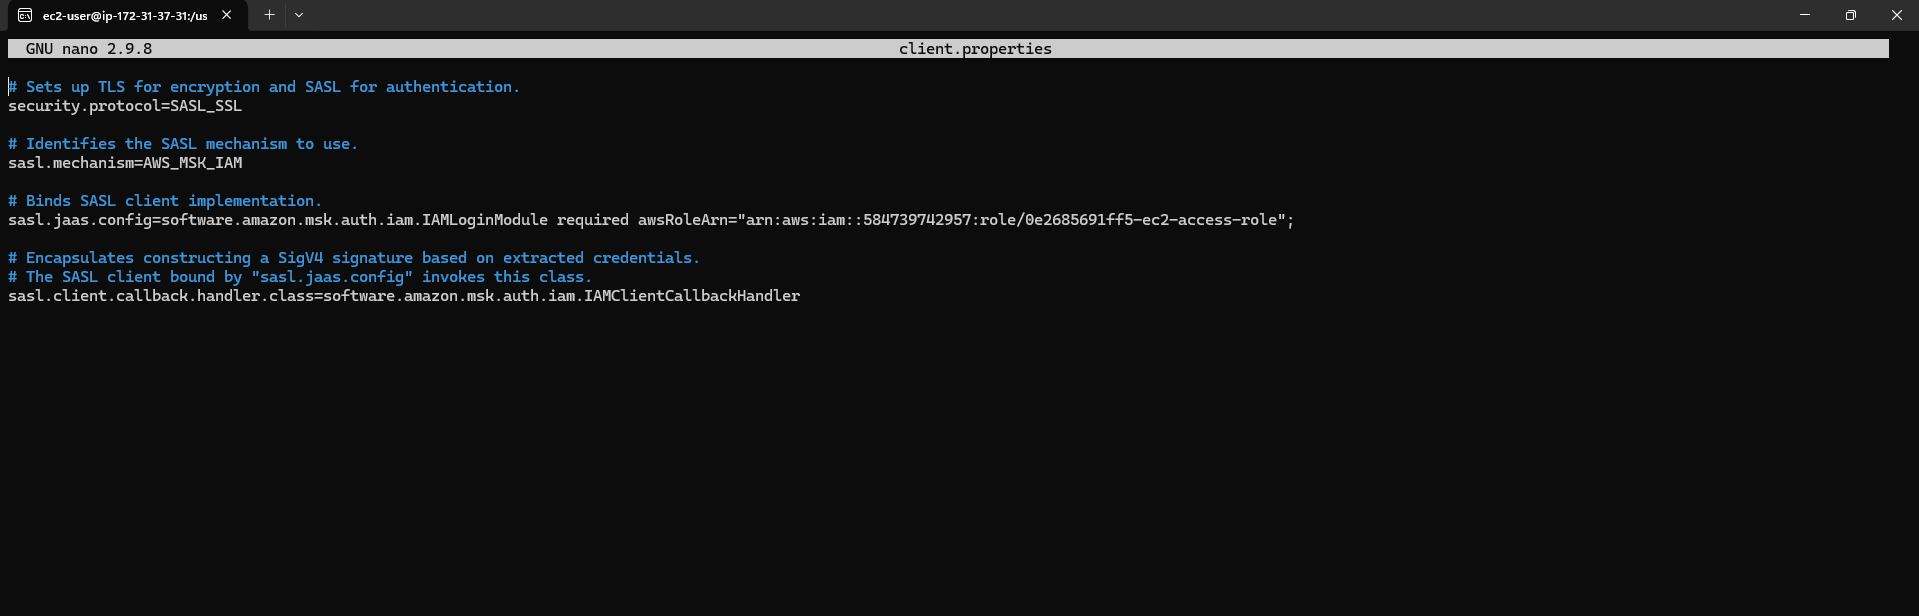 ec2-user@ip-172-31-37-31:/us
GNU nano 2.9.8 client.properties
# Sets up TLS for encryption and SASL for authentication.
security.protocol=SASL_SSL
# Identifies the SASL mechanism to use.
sasl.mechanism=AWS_MSK_IAM
# Binds SASL client implementation.
sasl.jaas.config=software.amazon.msk.auth.iam.IAMLoginModule required awsRoleArn="arn:aws:iam::584739742957:role/0e2685691ff5-ec2-access-role";
# Encapsulates constructing a SigV4 signature based on extracted credentials.
# The SASL client bound by "sasl.jaas.config" invokes this class.
sasl.client.callback.handler.class=software.amazon.msk.auth.iam.IAMClientCallbackHandler